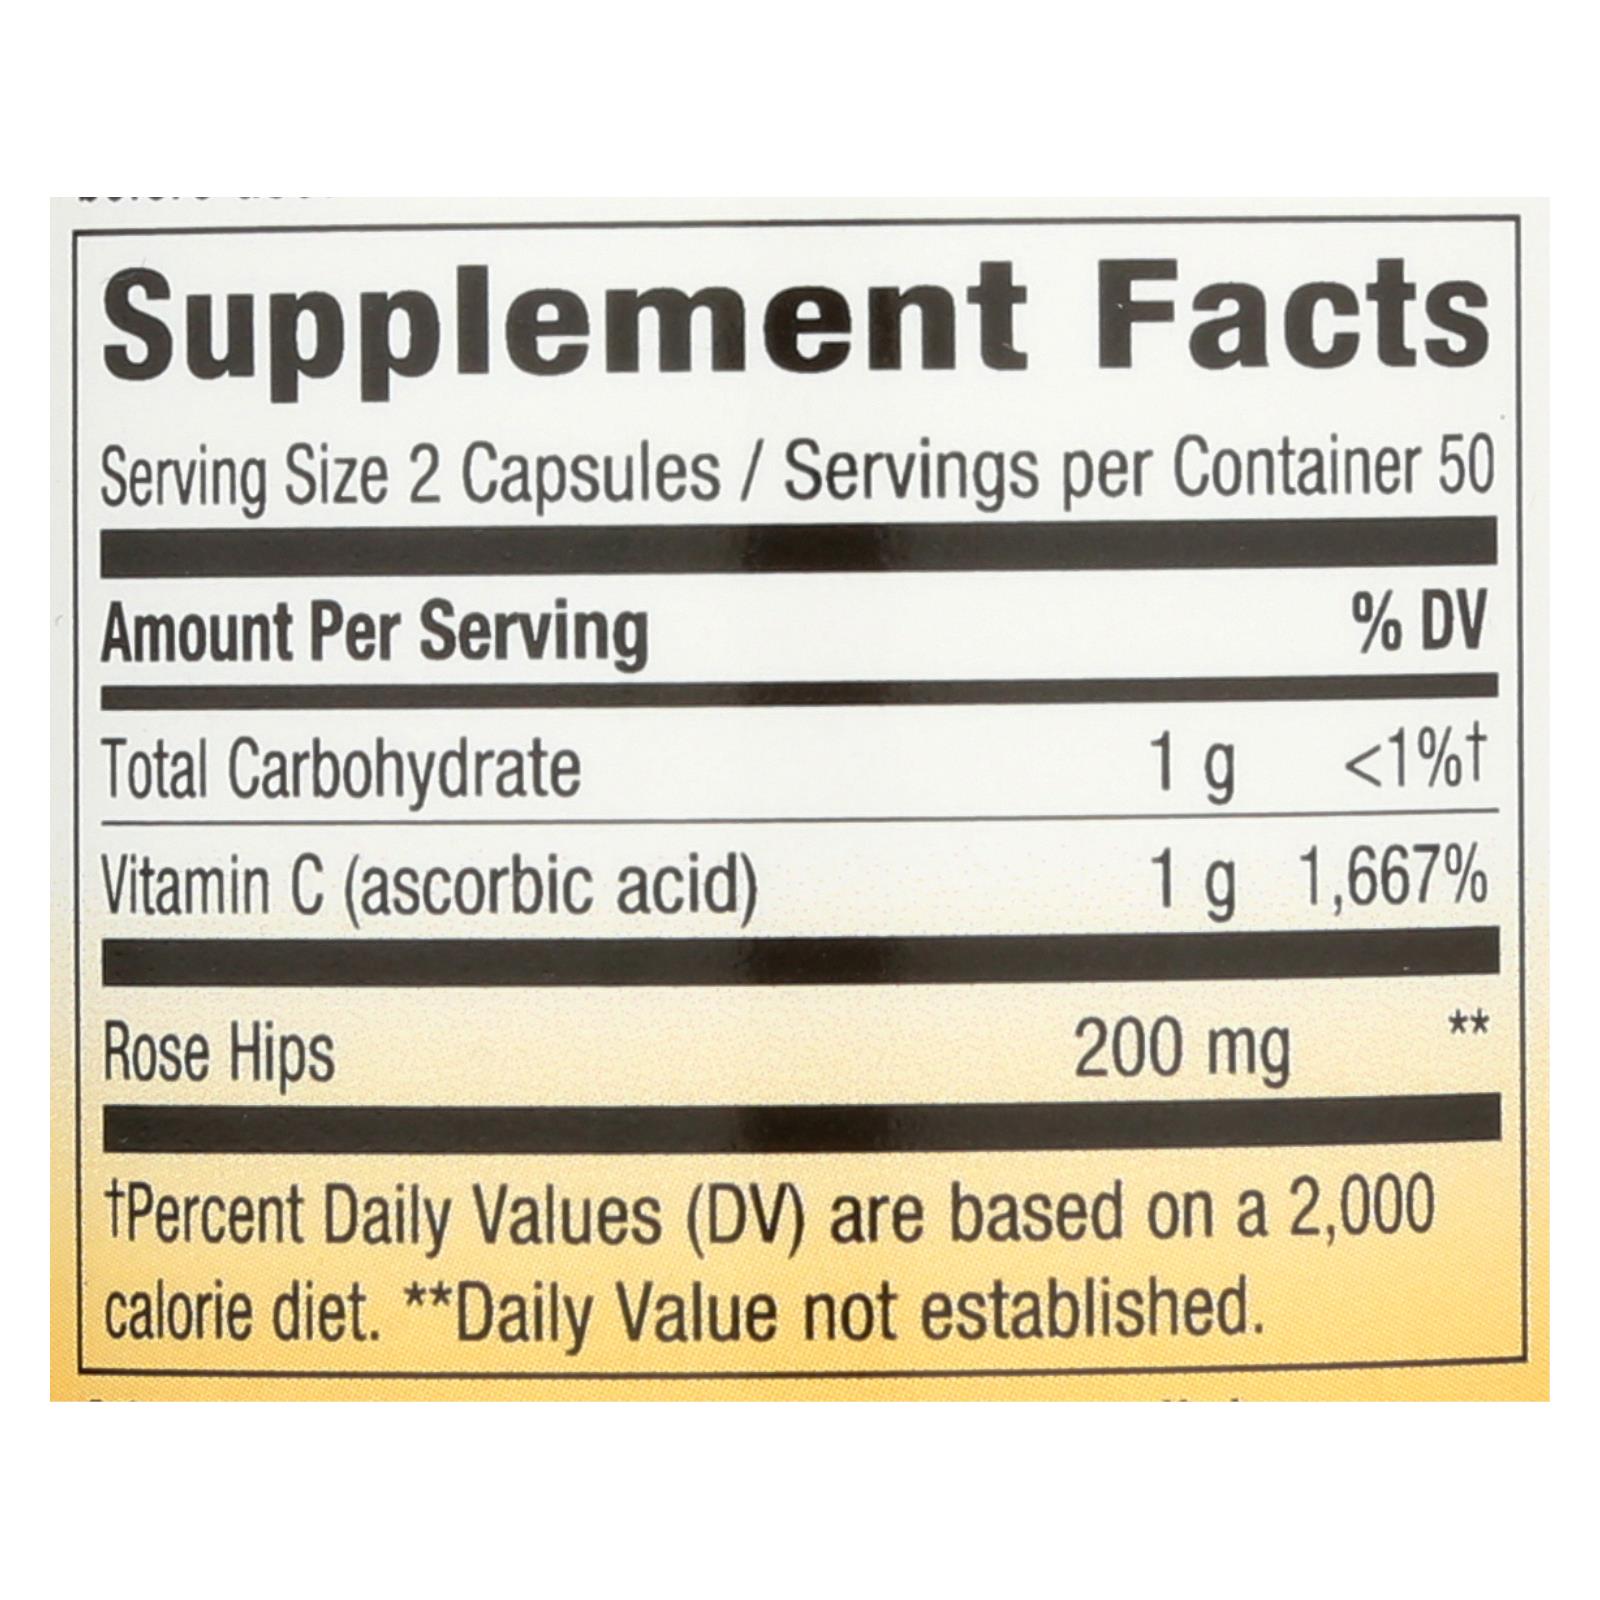 Supplement Facts
Serving Size 2 Capsules / Servings per Container 50
Amount Per Serving % DV
Total Carbohydrate 1 g <1%†
Vitamin C (ascorbic acid) 1 g 1,667%
Rose Hips 200 mg **
†Percent Daily Values (DV) are based on a 2,000
calorie diet. **Daily Value not established.